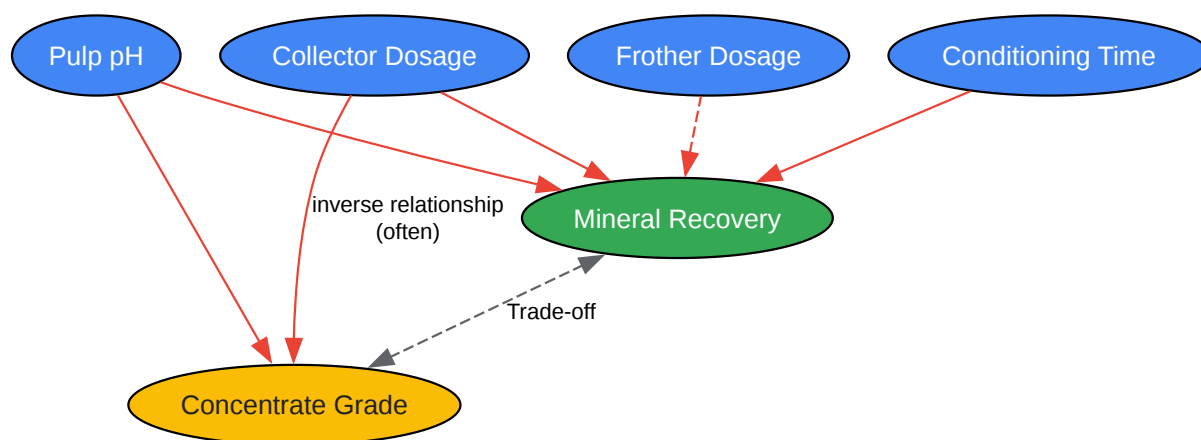 Pulp pH
Collector Dosage
Frother Dosage
Conditioning Time
inverse relationship
(often)
Mineral Recovery
Trade-off
Concentrate Grade